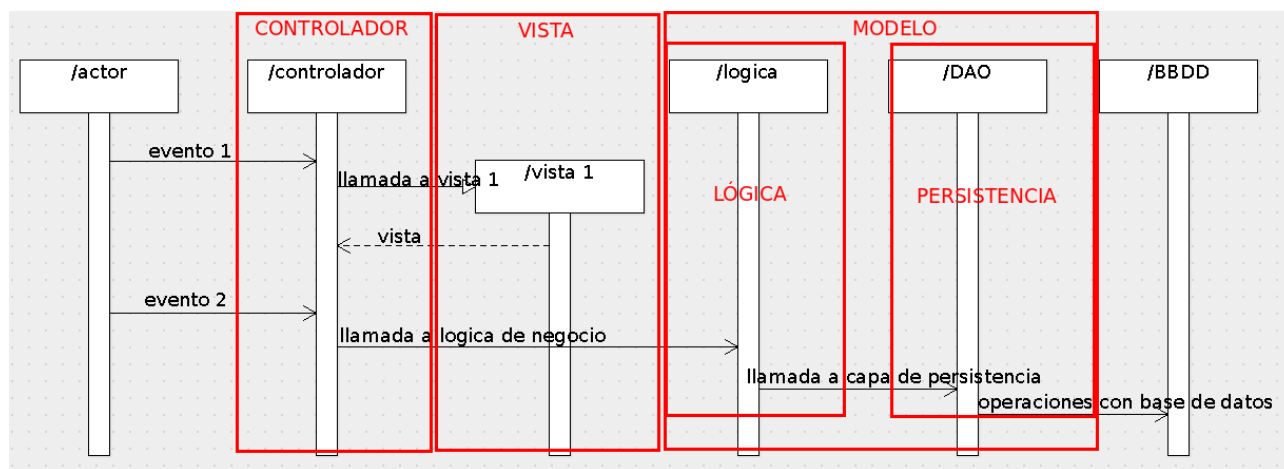 CONTROLADOR
VISTA
MODELO
/actor
/controlador
/logica
/DAO
/BBDD
evento 1
llamada a vista 1
/vista 1
LÓGICA
PERSISTENCIA
vista
evento 2
llamada a logica de negocio
llamada a capa de persistencia
operaciones con base de datos